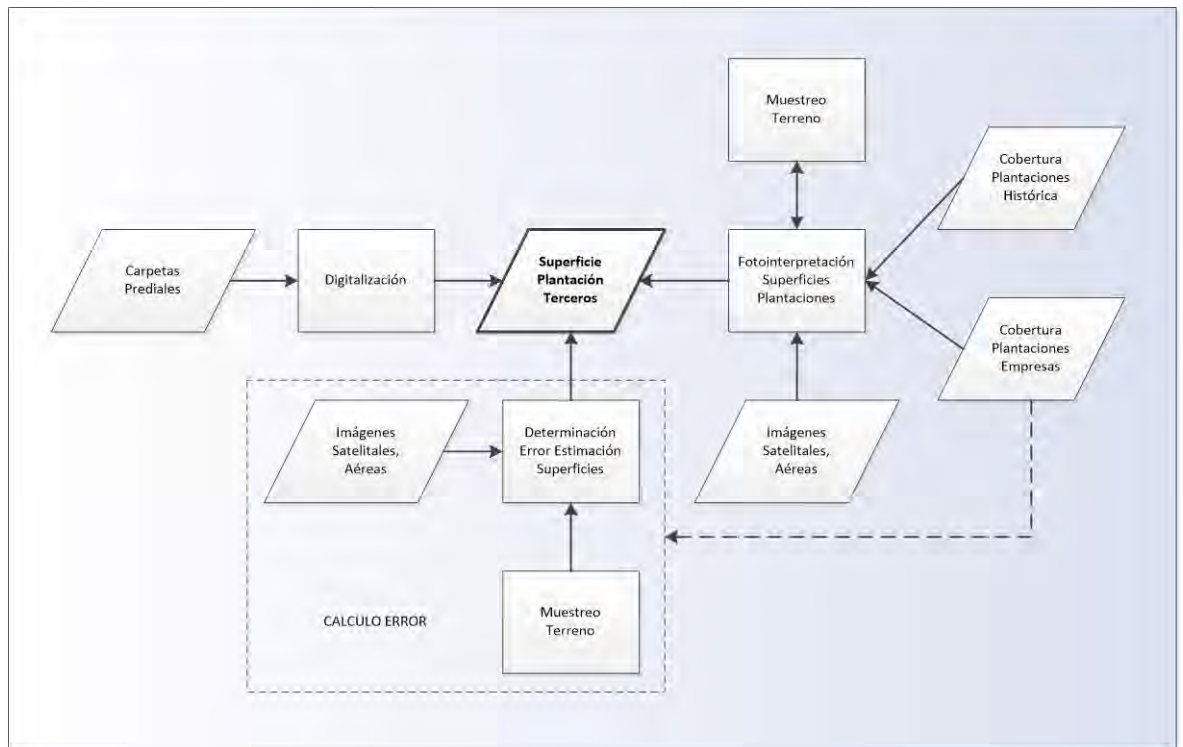 Muestreo
Terreno
Cobertura
Plantaciones
Histórica
Carpetas
Prediales
Digitalización
Superficie
Plantación
Terceros
Fotointerpretación
Superficies
Plantaciones
Cobertura
Plantaciones
Empresas
Imágenes
Satelitales,
Aéreas
Determinación
Error Estimación
Superficies
Imágenes
Satelitales,
Aéreas
CALCULO ERROR
Muestreo
Terreno